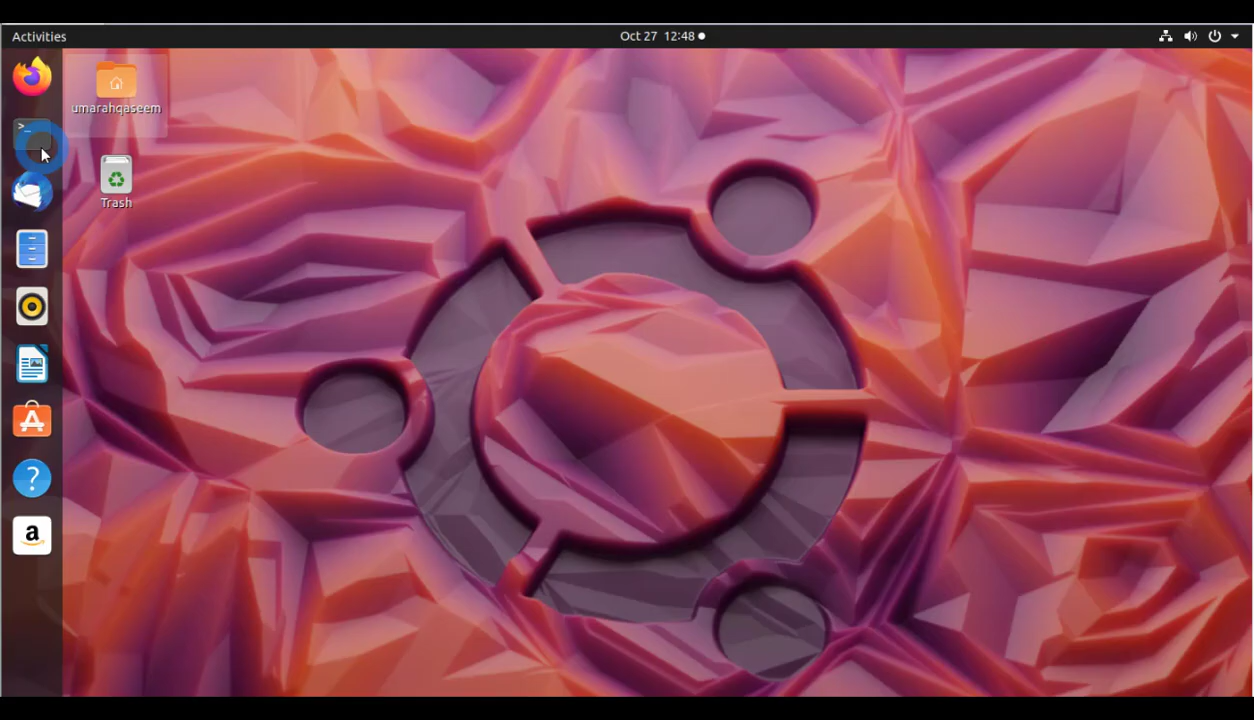 Activities
Oct 27 12:48
umarahqaseem
>_
Trash
A
?
a